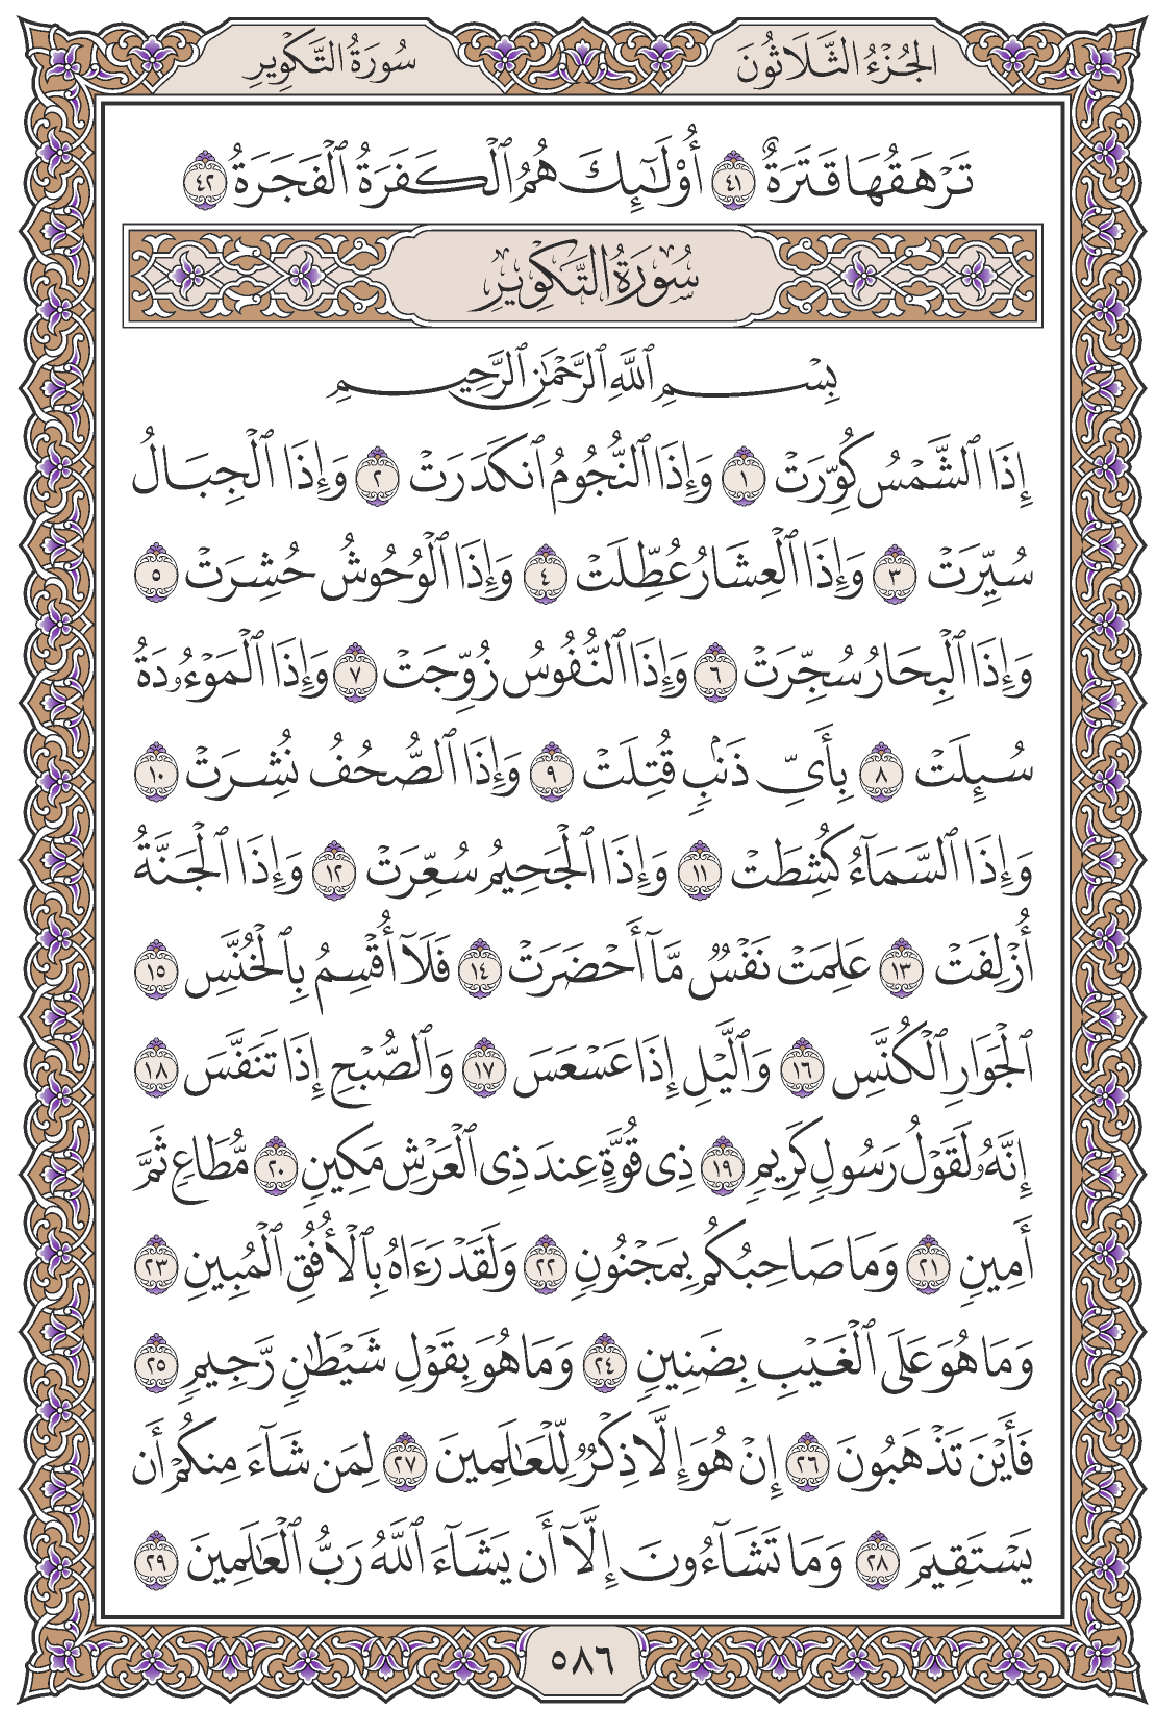 الجُزْءُ الثَّلَاثُونَ
سُورَةُ التَّكْوِيرِ
تَرْهَقُهَا قَتَرَةٌ ٤١ أُوْلَٰٓئِكَ هُمُ ٱلْكَفَرَةُ ٱلْفَجَرَةُ ٤٢
سُورَةُ التَّكْوِيرِ
بِسْمِ ٱللَّهِ ٱلرَّحْمَٰنِ ٱلرَّحِيمِ
إِذَا ٱلشَّمْسُ كُوِّرَتْ ١ وَإِذَا ٱلنُّجُومُ ٱنكَدَرَتْ ٢ وَإِذَا ٱلْجِبَالُ
سُيِّرَتْ ٣ وَإِذَا ٱلْعِشَارُ عُطِّلَتْ ٤ وَإِذَا ٱلْوُحُوشُ حُشِرَتْ ٥
وَإِذَا ٱلْبِحَارُ سُجِّرَتْ ٦ وَإِذَا ٱلنُّفُوسُ زُوِّجَتْ ٧ وَإِذَا ٱلْمَوْءُۥدَةُ
سُئِلَتْ ٨ بِأَيِّ ذَنۢبٍ قُتِلَتْ ٩ وَإِذَا ٱلصُّحُفُ نُشِرَتْ ١٠
وَإِذَا ٱلسَّمَآءُ كُشِطَتْ ١١ وَإِذَا ٱلْجَحِيمُ سُعِّرَتْ ١٢ وَإِذَا ٱلْجَنَّةُ
أُزْلِفَتْ ١٣ عَلِمَتْ نَفْسٌ مَّآ أَحْضَرَتْ ١٤ فَلَآ أُقْسِمُ بِٱلْخُنَّسِ ١٥
ٱلْجَوَارِ ٱلْكُنَّسِ ١٦ وَٱلَّيْلِ إِذَا عَسْعَسَ ١٧ وَٱلصُّبْحِ إِذَا تَنَفَّسَ ١٨
إِنَّهُۥ لَقَوْلُ رَسُولٍ كَرِيمٍ ١٩ ذِي قُوَّةٍ عِندَ ذِي ٱلْعَرْشِ مَكِينٍ ٢٠ مُّطَاعٍ ثَمَّ
أَمِينٍ ٢١ وَمَا صَاحِبُكُم بِمَجْنُونٍ ٢٢ وَلَقَدْ رَءَاهُ بِٱلْأُفُقِ ٱلْمُبِينِ ٢٣
وَمَا هُوَ عَلَى ٱلْغَيْبِ بِضَنِينٍ ٢٤ وَمَا هُوَ بِقَوْلِ شَيْطَٰنٍ رَّجِيمٍ ٢٥
فَأَيْنَ تَذْهَبُونَ ٢٦ إِنْ هُوَ إِلَّا ذِكْرٌ لِّلْعَٰلَمِينَ ٢٧ لِمَن شَآءَ مِنكُمْ أَن
يَسْتَقِيمَ ٢٨ وَمَا تَشَآءُونَ إِلَّآ أَن يَشَآءَ ٱللَّهُ رَبُّ ٱلْعَٰلَمِينَ ٢٩
٥٨٦